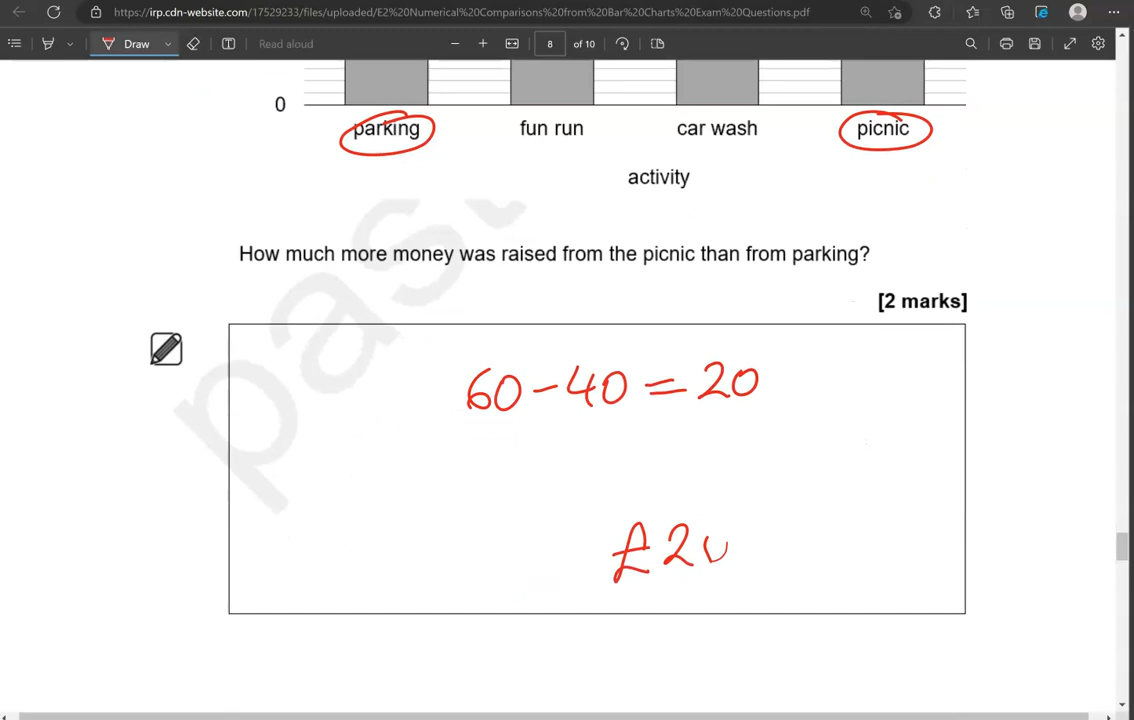 https://irp.cdn-website.com/17529233/files/uploaded/E2%20Numerical%20Comparisons%20from%20Bar%20Charts%20Exam%20Questions.pdf
Draw
Read aloud
8 of 10
0
parking fun run car wash picnic
activity
How much more money was raised from the picnic than from parking?
[2 marks]
60-40=20
£20
past